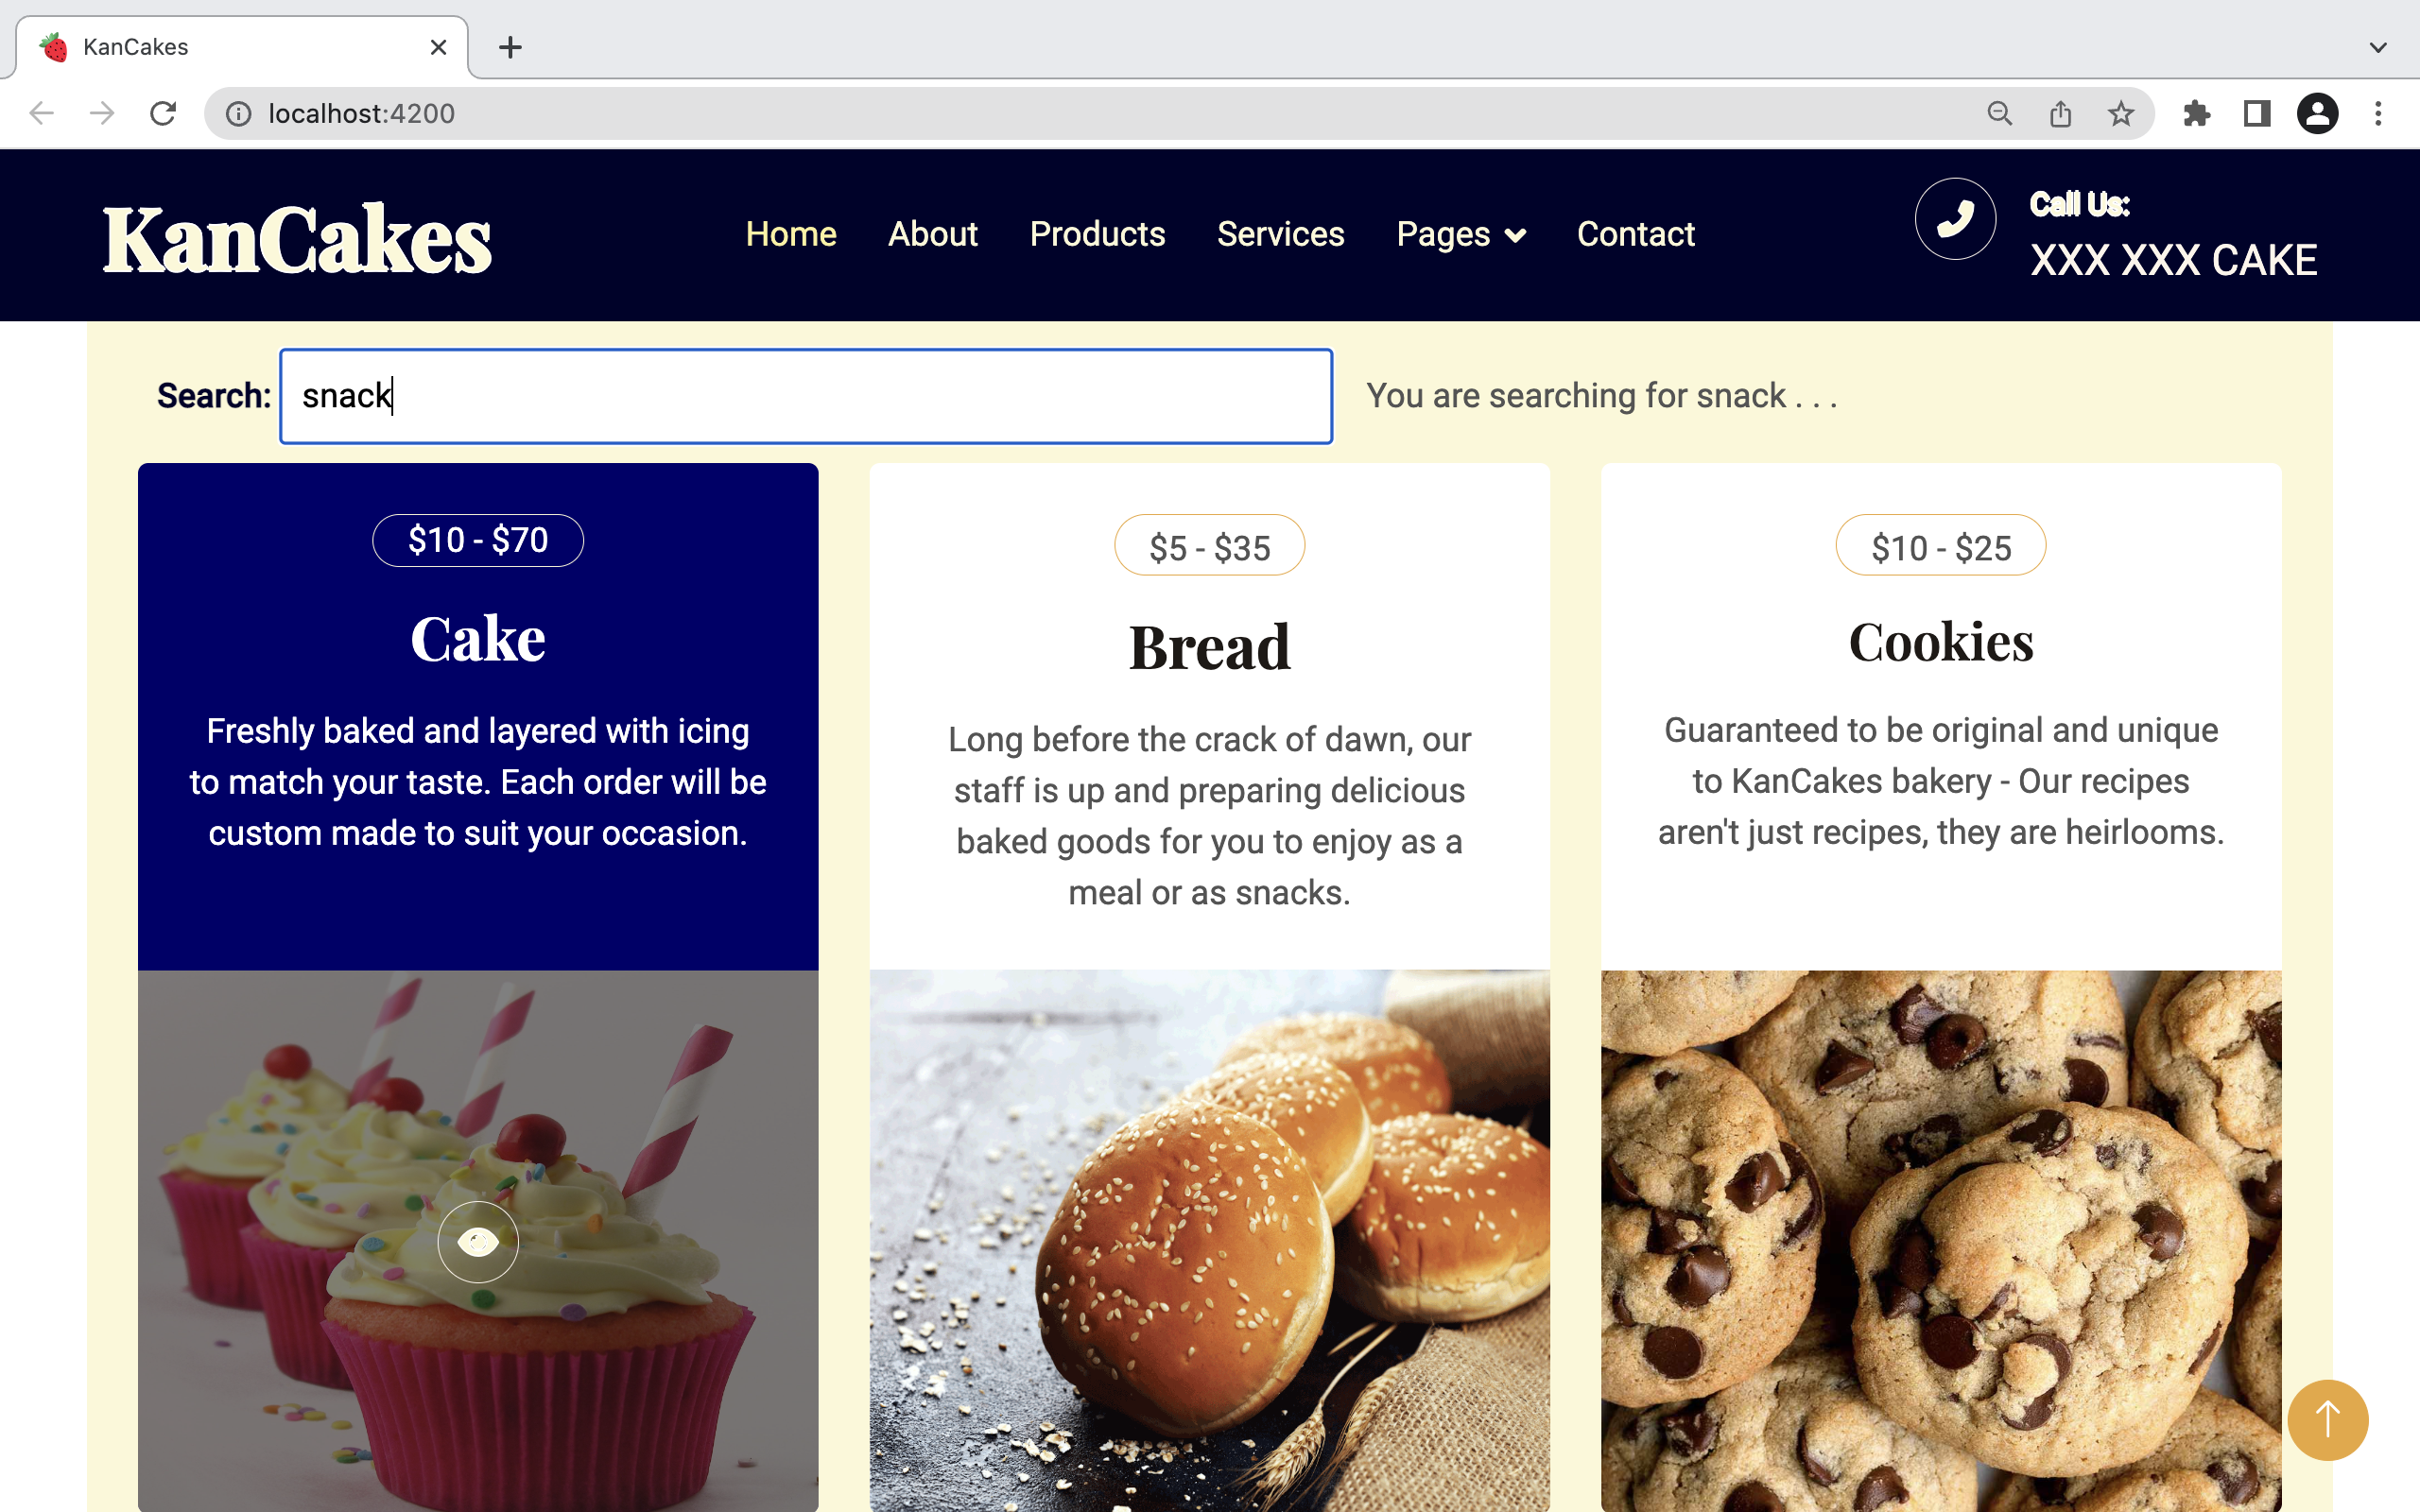 KanCakes
localhost:4200
KanCakes
Home About Products Services Pages Contact
Call Us:
XXX XXX CAKE
Search: snack
You are searching for snack . . .
$10 - $70
Cake
Freshly baked and layered with icing
to match your taste. Each order will be
custom made to suit your occasion.
$5 - $35
Bread
Long before the crack of dawn, our
staff is up and preparing delicious
baked goods for you to enjoy as a
meal or as snacks.
$10 - $25
Cookies
Guaranteed to be original and unique
to KanCakes bakery - Our recipes
aren't just recipes, they are heirlooms.